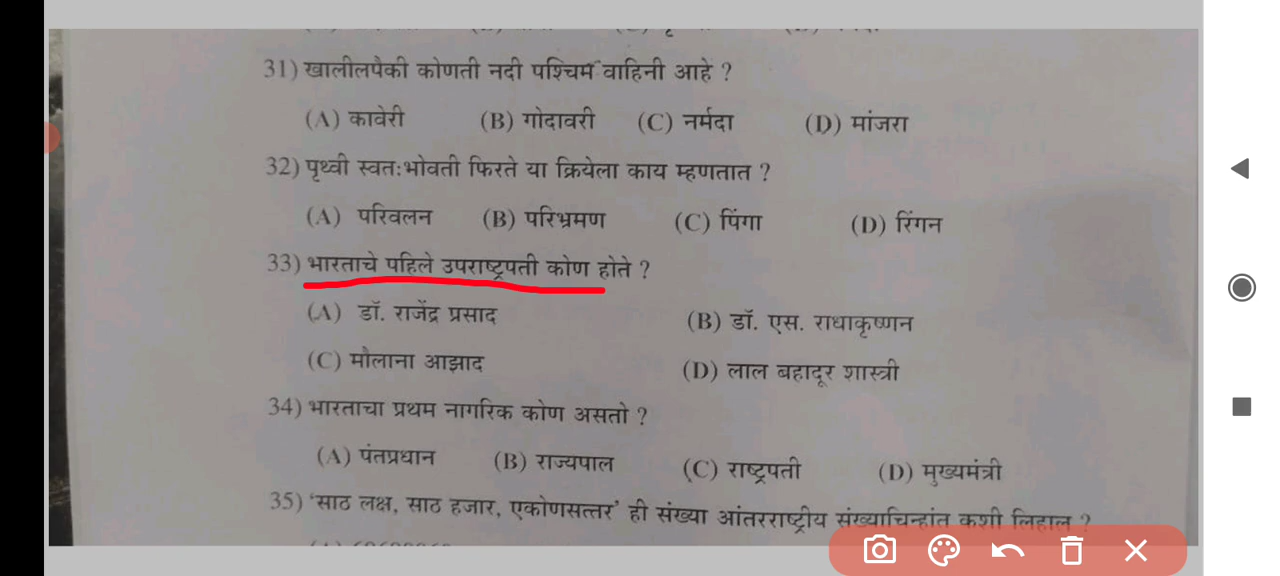 31) खालीलपैकी कोणती नदी पश्चिम वाहिनी आहे ?
(A) कावेरी (B) गोदावरी (C) नर्मदा (D) मांजरा
32) पृथ्वी स्वतःभोवती फिरते या क्रियेला काय म्हणतात ?
(A) परिवलन (B) परिभ्रमण (C) पिंगा (D) रिंगन
33) भारताचे पहिले उपराष्ट्रपती कोण होते ?
(A) डॉ. राजेंद्र प्रसाद (B) डॉ. एस. राधाकृष्णन
(C) मौलाना आझाद (D) लाल बहादूर शास्त्री
34) भारताचा प्रथम नागरिक कोण असतो ?
(A) पंतप्रधान (B) राज्यपाल (C) राष्ट्रपती (D) मुख्यमंत्री
35) ‘साठ लक्ष, साठ हजार, एकोणसत्तर’ ही संख्या आंतरराष्ट्रीय संख्याचिन्हांत कशी लिहाल ?